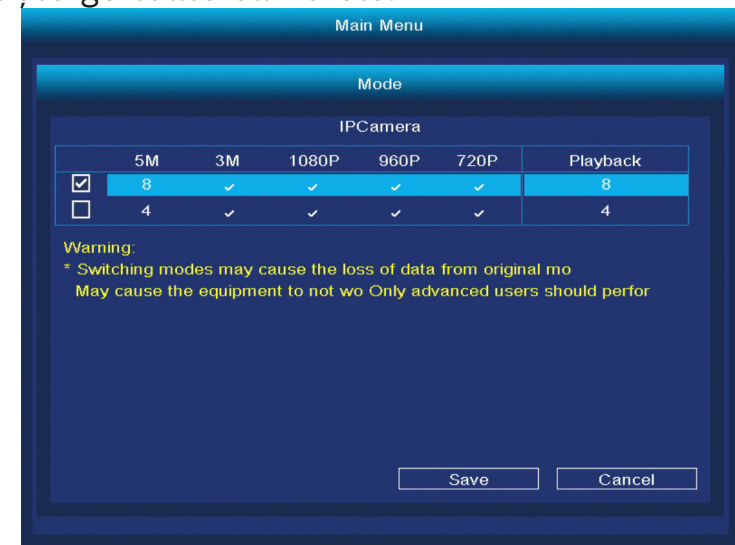 Main Menu
Mode
IPCamera
5M 3M 1080P 960P 720P Playback
☑ 8 ✓ ✓ ✓ ✓ 8
☐ 4 ✓ ✓ ✓ ✓ 4
Warning:
* Switching modes may cause the loss of data from original mo
May cause the equipment to not wo Only advanced users should perfor
Save Cancel